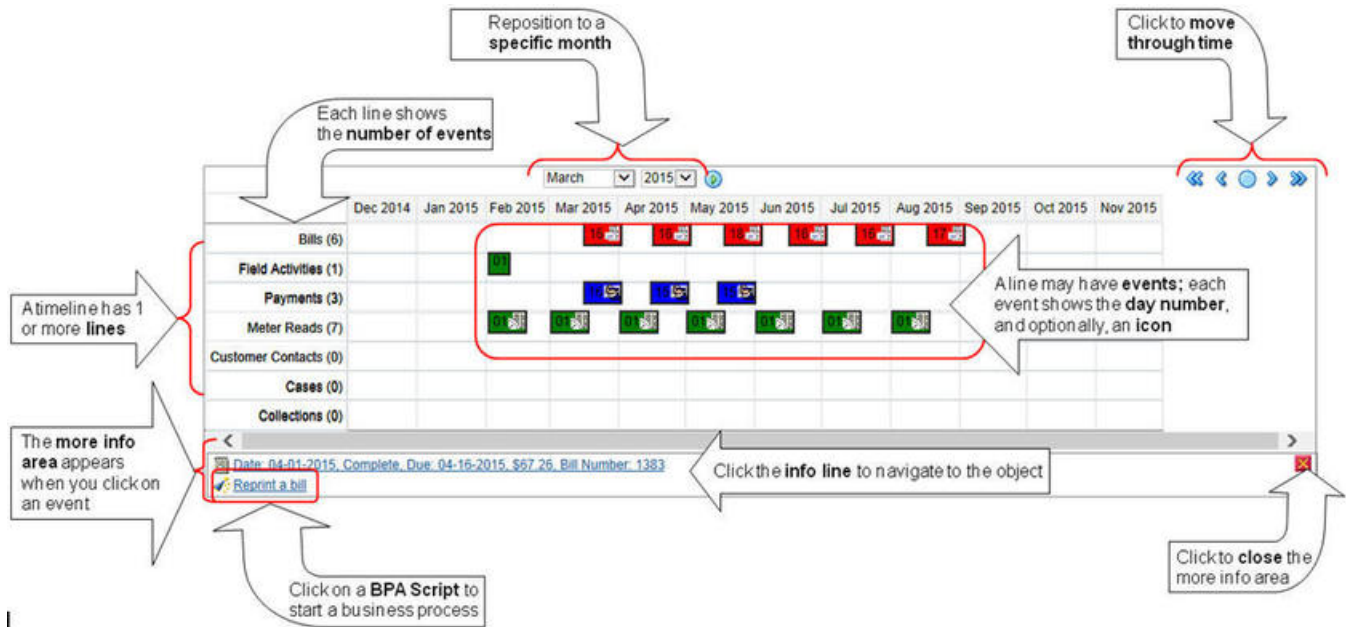 Reposition to a
specific month
Click to move
through time
Each line shows
the number of events
March 2015
Dec 2014 Jan 2015 Feb 2015 Mar 2015 Apr 2015 May 2015 Jun 2015 Jul 2015 Aug 2015 Sep 2015 Oct 2015 Nov 2015
Bills (6) 16 16 18 16 16 17
Field Activities (1) 01
Payments (3) 15 15
Meter Reads (7) 01 01 01 01 01 01 01
Customer Contacts (0)
Cases (0)
Collections (0)
A timeline has 1
or more lines
A line may have events; each
event shows the day number,
and optionally, an icon
The more info
area appears
when you click on
an event
Date: 04-01-2015, Complete, Due: 04-16-2015, $67.26, Bill Number: 1383
Reprint a bill
Click the info line to navigate to the object
Click on a BPA Script to
start a business process
Click to close the
more info area